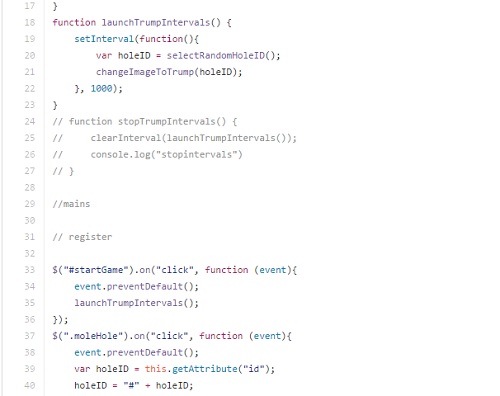 17 }
18 function launchTrumpIntervals() {
19     setInterval(function(){
20         var holeID = selectRandomHoleID();
21         changeImageToTrump(holeID);
22     }, 1000);
23 }
24 // function stopTrumpIntervals() {
25 //     clearInterval(launchTrumpIntervals());
26 //     console.log("stopintervals")
27 // }
28
29 //mains
30
31 // register
32
33 $("#startGame").on("click", function (event){
34     event.preventDefault();
35     launchTrumpIntervals();
36 });
37 $(".moleHole").on("click", function (event){
38     event.preventDefault();
39     var holeID = this.getAttribute("id");
40     holeID = "#" + holeID;